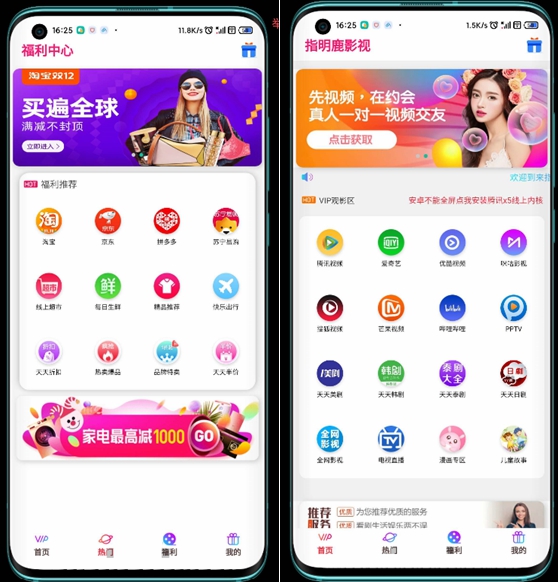 16:25
11.8K/s
福利中心
淘宝双12
买遍全球
满减不封顶
立即进入
HOT 福利推荐
淘
淘宝
京东
京东
拼多多
苏宁易购
超市
线上超市
鲜
每日生鲜
精品推荐
快乐出行
天天折扣
热卖爆品
品牌特卖
天天半价
家电最高减1000 GO
VIP
首页
福利
我的
16:25
1.5K/s
指明鹿影视
先视频,在约会
真人一对一视频交友
点击获取
欢迎到来
HOT VIP观影区
安卓不能全屏点我安装腾讯x5线上内核
腾讯视频
爱奇艺
优酷视频
咪咕影视
搜狐视频
芒果视频
bilibili
哔哩哔哩
PPTV
美剧
天天美剧
韩剧
天天韩剧
泰剧大全
天天泰剧
日剧
天天日剧
全网影视
全网影视
TV
电视直播
漫画专区
儿童故事
推荐服务
优质 为您推荐优质的服务
优质
VIP
首页
福利
我的